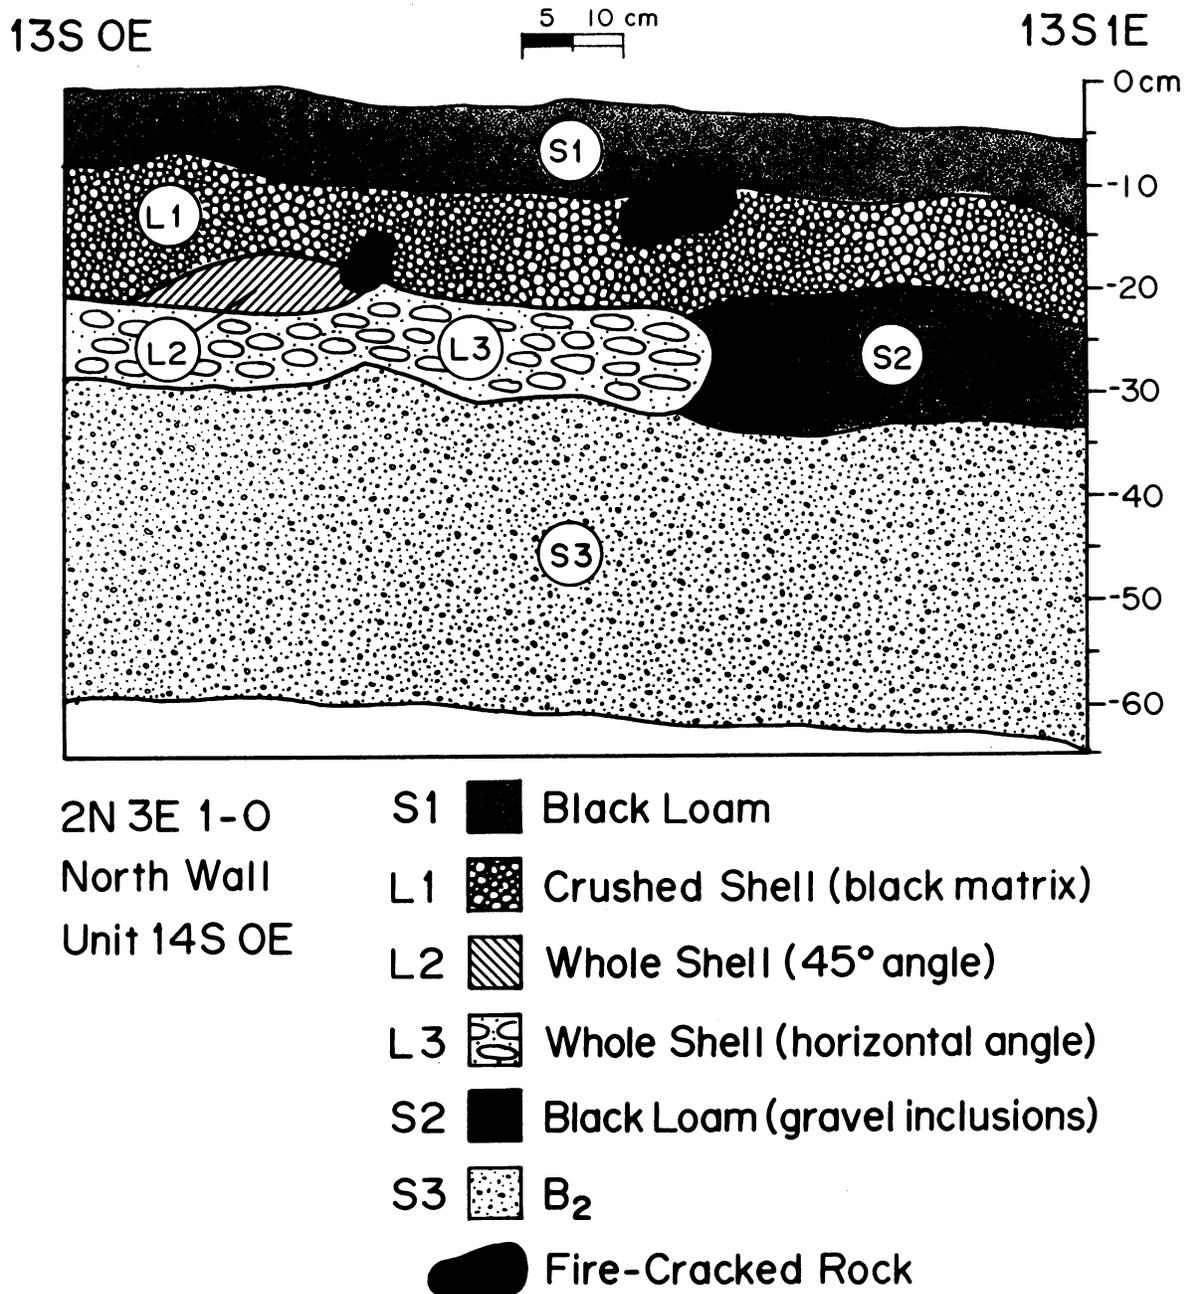 13S OE
5 10 cm
13S 1E
0 cm
-10
-20
-30
-40
-50
-60
S1
L1
L2
L3
S2
S3
2N 3E 1-0
North Wall
Unit 14S OE
S1 Black Loam
L1 Crushed Shell (black matrix)
L2 Whole Shell (45° angle)
L3 Whole Shell (horizontal angle)
S2 Black Loam (gravel inclusions)
S3 B₂
Fire-Cracked Rock